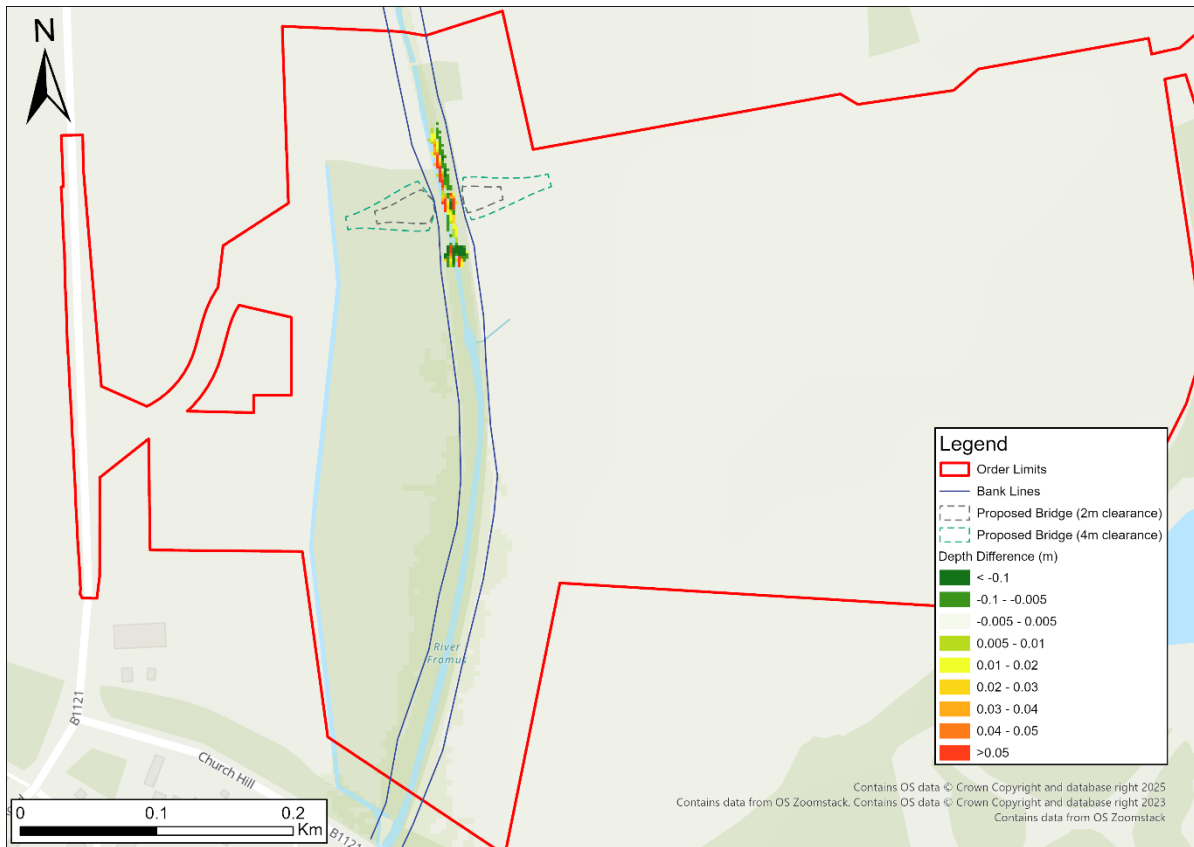 N
River
Fromus
B1121
Church Hill
B1121
0
0.1
0.2
Km
Legend
Order Limits
Bank Lines
Proposed Bridge (2m clearance)
Proposed Bridge (4m clearance)
Depth Difference (m)
< -0.1
-0.1 - -0.005
-0.005 - 0.005
0.005 - 0.01
0.01 - 0.02
0.02 - 0.03
0.03 - 0.04
0.04 - 0.05
>0.05
Contains OS data © Crown Copyright and database right 2025
Contains data from OS Zoomstack, Contains OS data © Crown Copyright and database right 2023
Contains data from OS Zoomstack